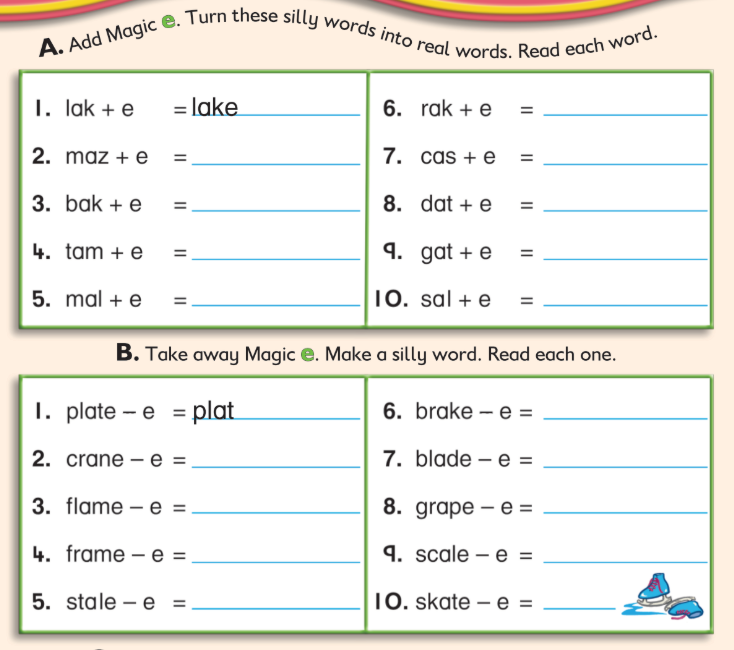 A. Add Magic e. Turn these silly words into real words. Read each word.
1. lak + e = lake
2. maz + e =
3. bak + e =
4. tam + e =
5. mal + e =
6. rak + e =
7. cas + e =
8. dat + e =
9. gat + e =
10. sal + e =
B. Take away Magic e. Make a silly word. Read each one.
1. plate – e = plat
2. crane – e =
3. flame – e =
4. frame – e =
5. stale – e =
6. brake – e =
7. blade – e =
8. grape – e =
9. scale – e =
10. skate – e =